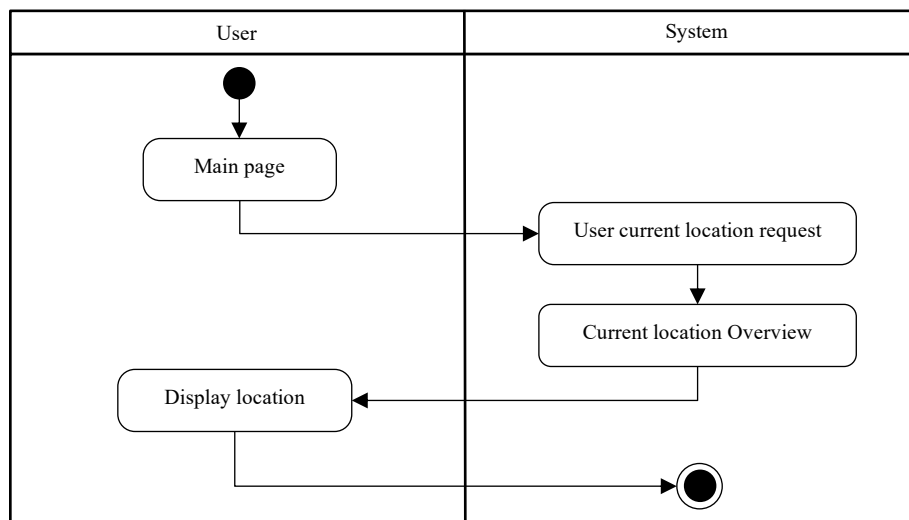 User
System
Main page
User current location request
Current location Overview
Display location